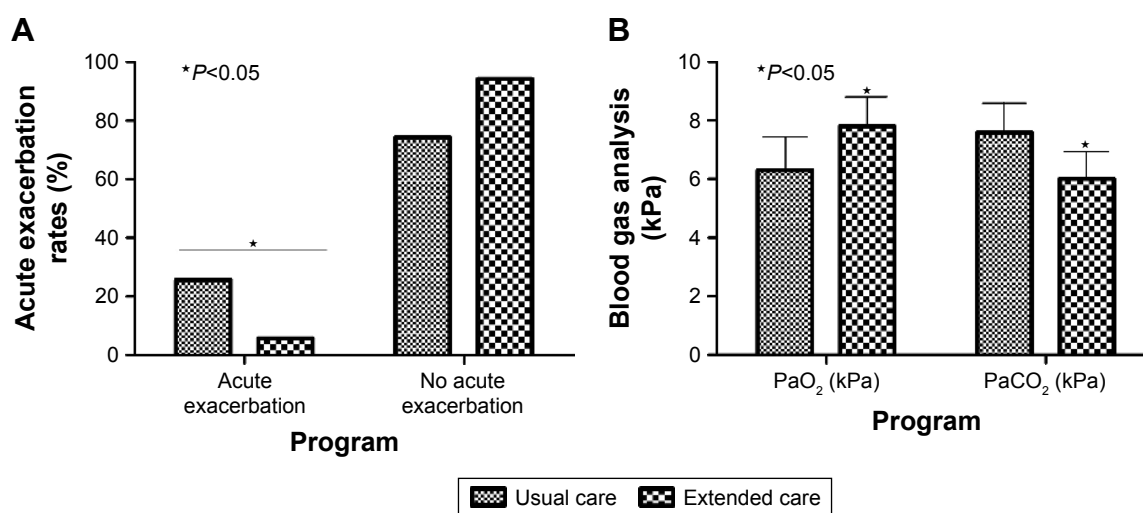 A
Acute exacerbation
rates (%)
100
80
60
40
20
0
★P<0.05
★
Acute
exacerbation
No acute
exacerbation
Program
B
Blood gas analysis
(kPa)
10
8
6
4
2
0
★P<0.05
★
★
PaO₂ (kPa)
PaCO₂ (kPa)
Program
Usual care
Extended care